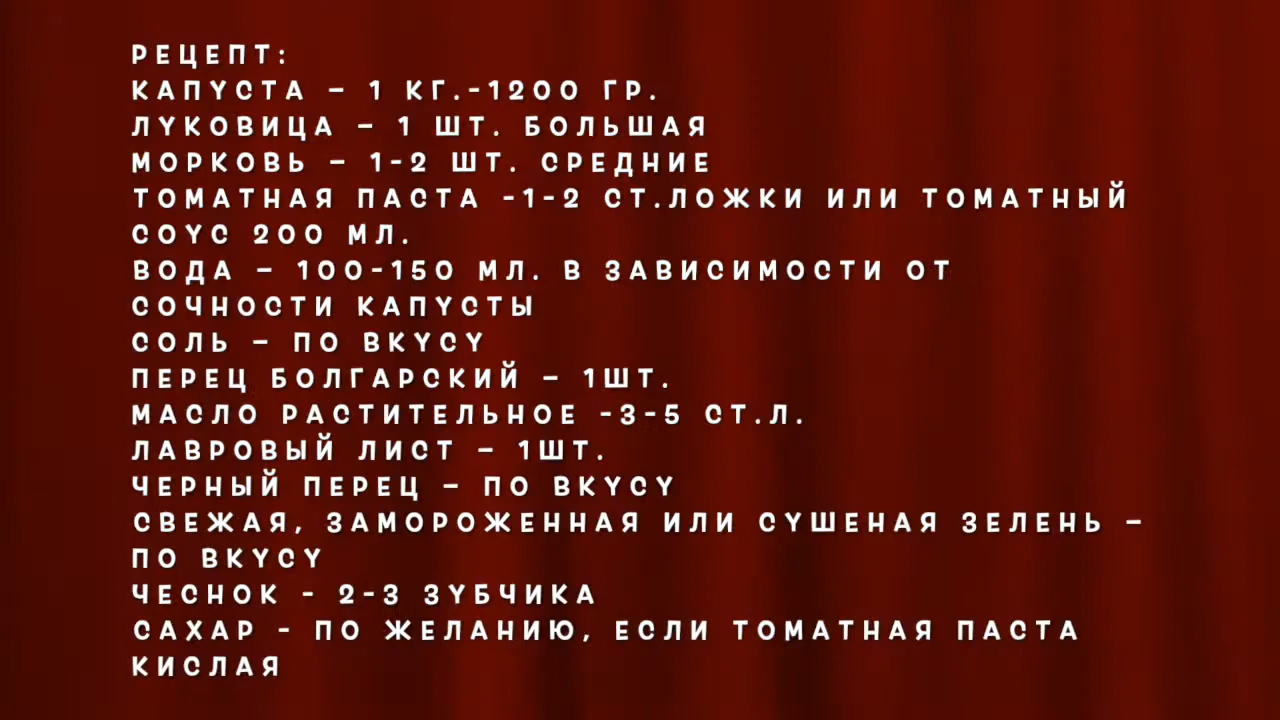 РЕЦЕПТ:
КАПУСТА – 1 КГ.-1200 ГР.
ЛУКОВИЦА – 1 ШТ. БОЛЬШАЯ
МОРКОВЬ – 1-2 ШТ. СРЕДНИЕ
ТОМАТНАЯ ПАСТА -1-2 СТ.ЛОЖКИ ИЛИ ТОМАТНЫЙ
СОУС 200 МЛ.
ВОДА – 100-150 МЛ. В ЗАВИСИМОСТИ ОТ
СОЧНОСТИ КАПУСТЫ
СОЛЬ – ПО ВКУСУ
ПЕРЕЦ БОЛГАРСКИЙ – 1ШТ.
МАСЛО РАСТИТЕЛЬНОЕ -3-5 СТ.Л.
ЛАВРОВЫЙ ЛИСТ – 1ШТ.
ЧЕРНЫЙ ПЕРЕЦ – ПО ВКУСУ
СВЕЖАЯ, ЗАМОРОЖЕННАЯ ИЛИ СУШЕНАЯ ЗЕЛЕНЬ –
ПО ВКУСУ
ЧЕСНОК - 2-3 ЗУБЧИКА
САХАР - ПО ЖЕЛАНИЮ, ЕСЛИ ТОМАТНАЯ ПАСТА
КИСЛАЯ